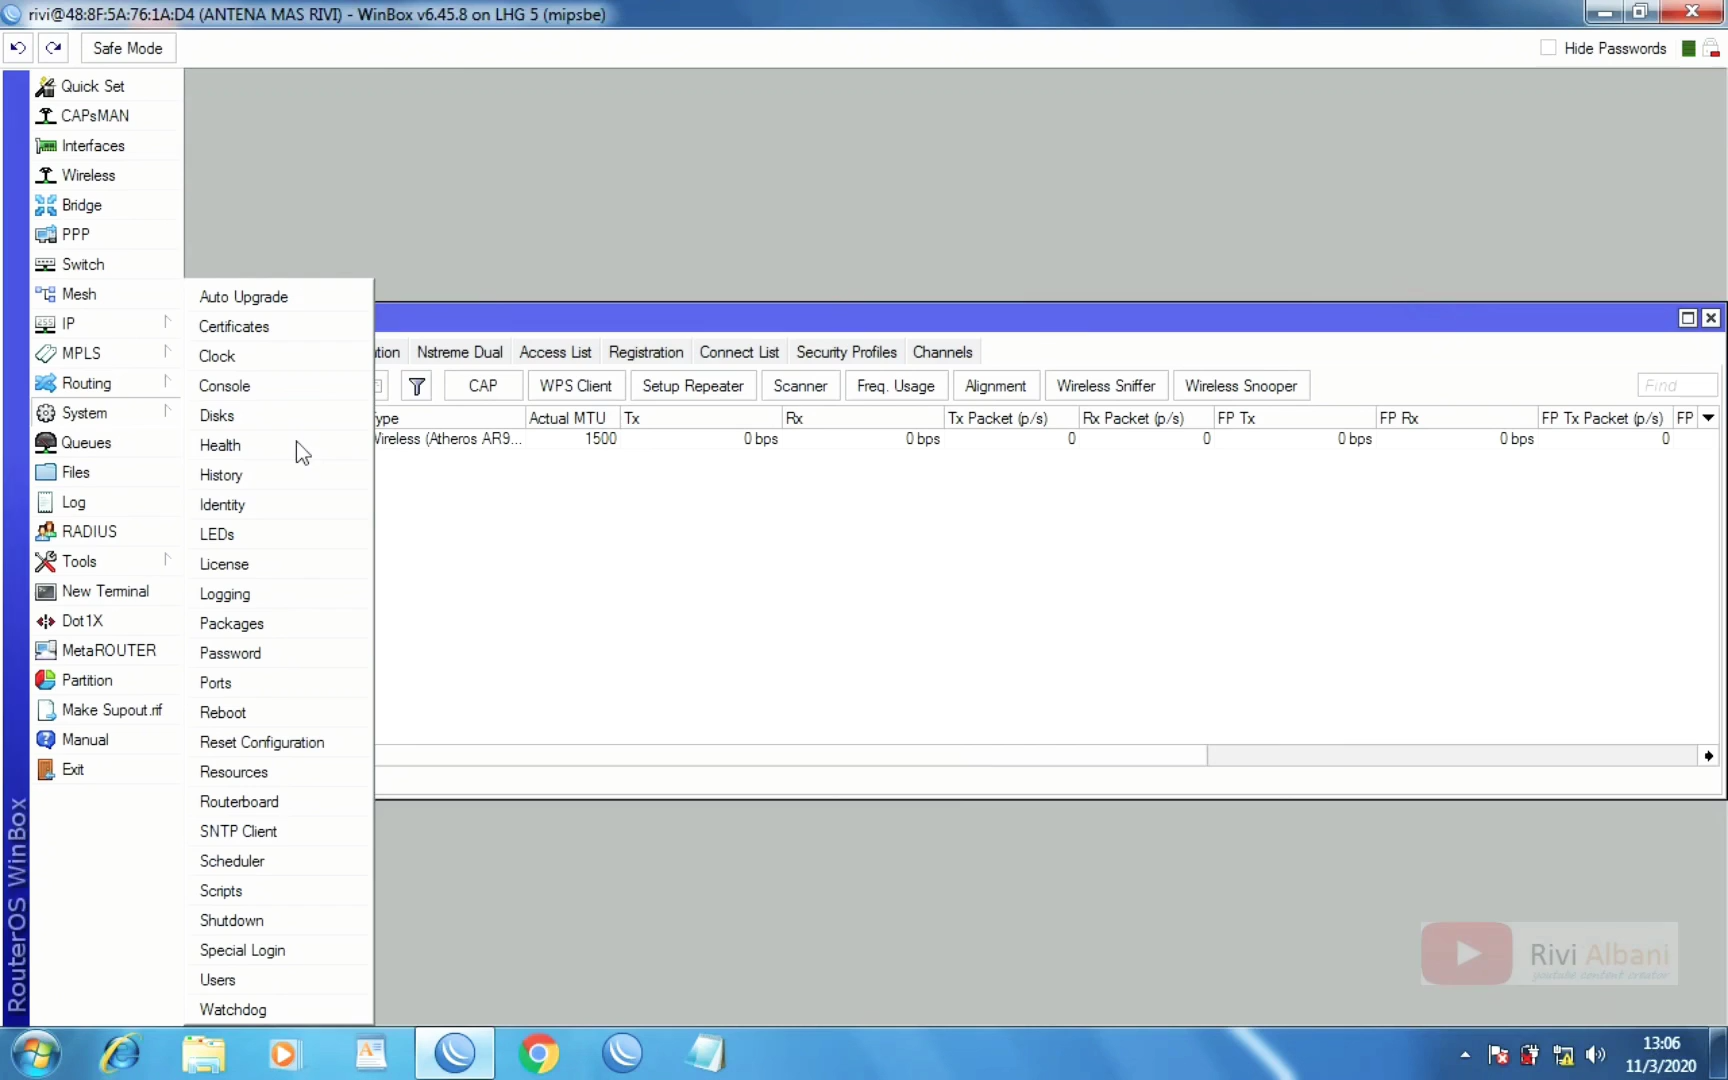 rivi@48:8F:5A:76:1A:D4 (ANTENA MAS RIVI) - WinBox v6.45.8 on LHG 5 (mipsbe)
Safe Mode
Hide Passwords
Quick Set
CAPsMAN
Interfaces
Wireless
Bridge
PPP
Switch
Mesh
IP
MPLS
Routing
System
Queues
Files
Log
RADIUS
Tools
New Terminal
Dot1X
MetaROUTER
Partition
Make Supout.rif
Manual
Exit
RouterOS WinBox
Auto Upgrade
Certificates
Clock
Console
Disks
Health
History
Identity
LEDs
License
Logging
Packages
Password
Ports
Reboot
Reset Configuration
Resources
Routerboard
SNTP Client
Scheduler
Scripts
Shutdown
Special Login
Users
Watchdog
Nstreme Dual Access List Registration Connect List Security Profiles Channels
CAP WPS Client Setup Repeater Scanner Freq. Usage Alignment Wireless Sniffer Wireless Snooper Find
Actual MTU Tx Rx Tx Packet (p/s) Rx Packet (p/s) FP Tx FP Rx FP Tx Packet (p/s) FP
(Atheros AR9... 1500 0 bps 0 bps 0 0 0 bps 0 bps 0
Rivi Albani
youtube content creator
13:06
11/3/2020